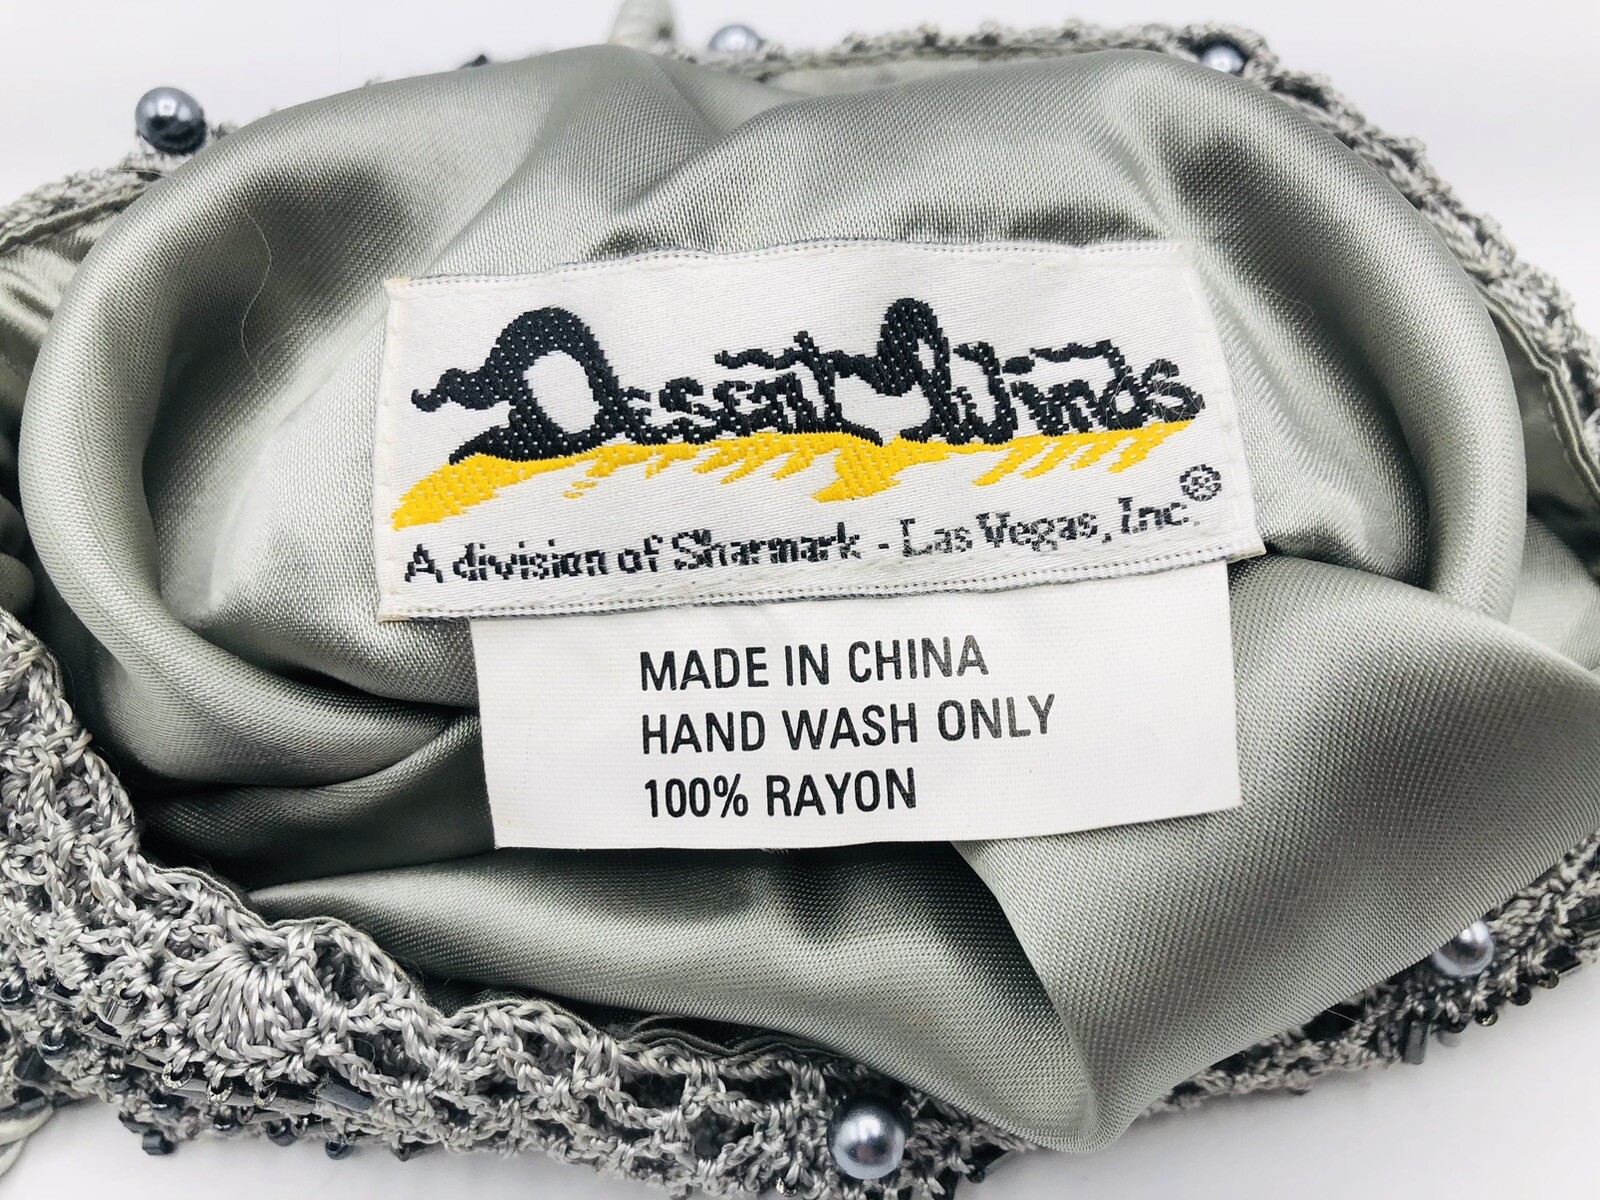 Desert Winds
A division of Sharmark - Las Vegas, Inc.®
MADE IN CHINA
HAND WASH ONLY
100% RAYON